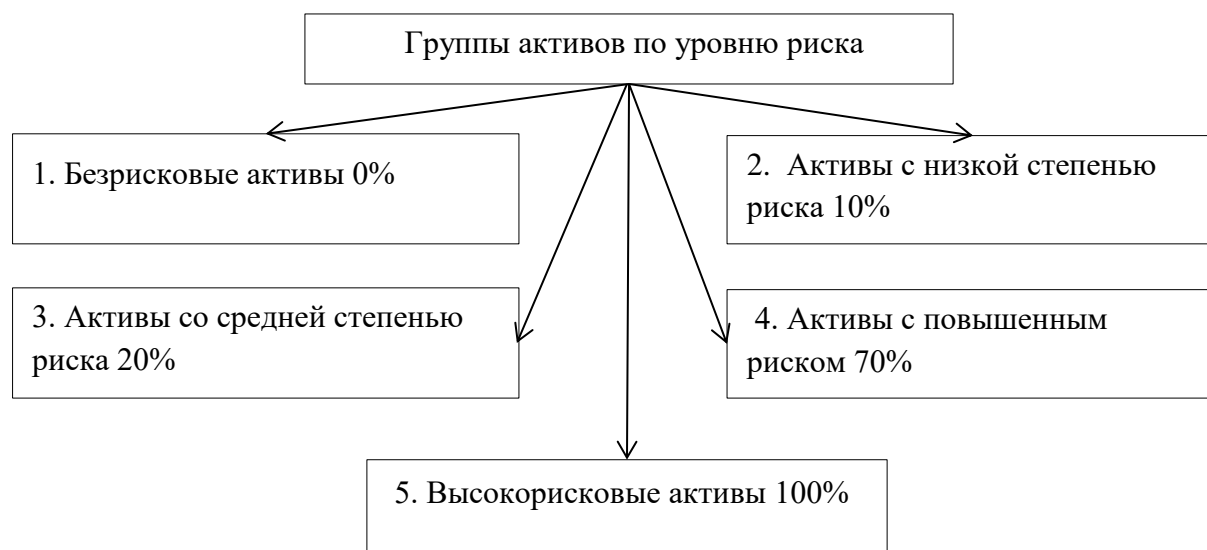 Группы активов по уровню риска
1. Безрисковые активы 0%
2. Активы с низкой степенью
риска 10%
3. Активы со средней степенью
риска 20%
4. Активы с повышенным
риском 70%
5. Высокорисковые активы 100%